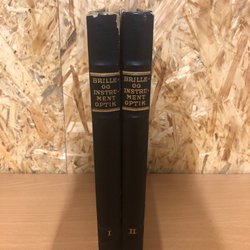 BRILLE-
OG
INSTRU-
MENT
OPTIK
I
BRILLE-
OG
INSTRU-
MENT
OPTIK
II